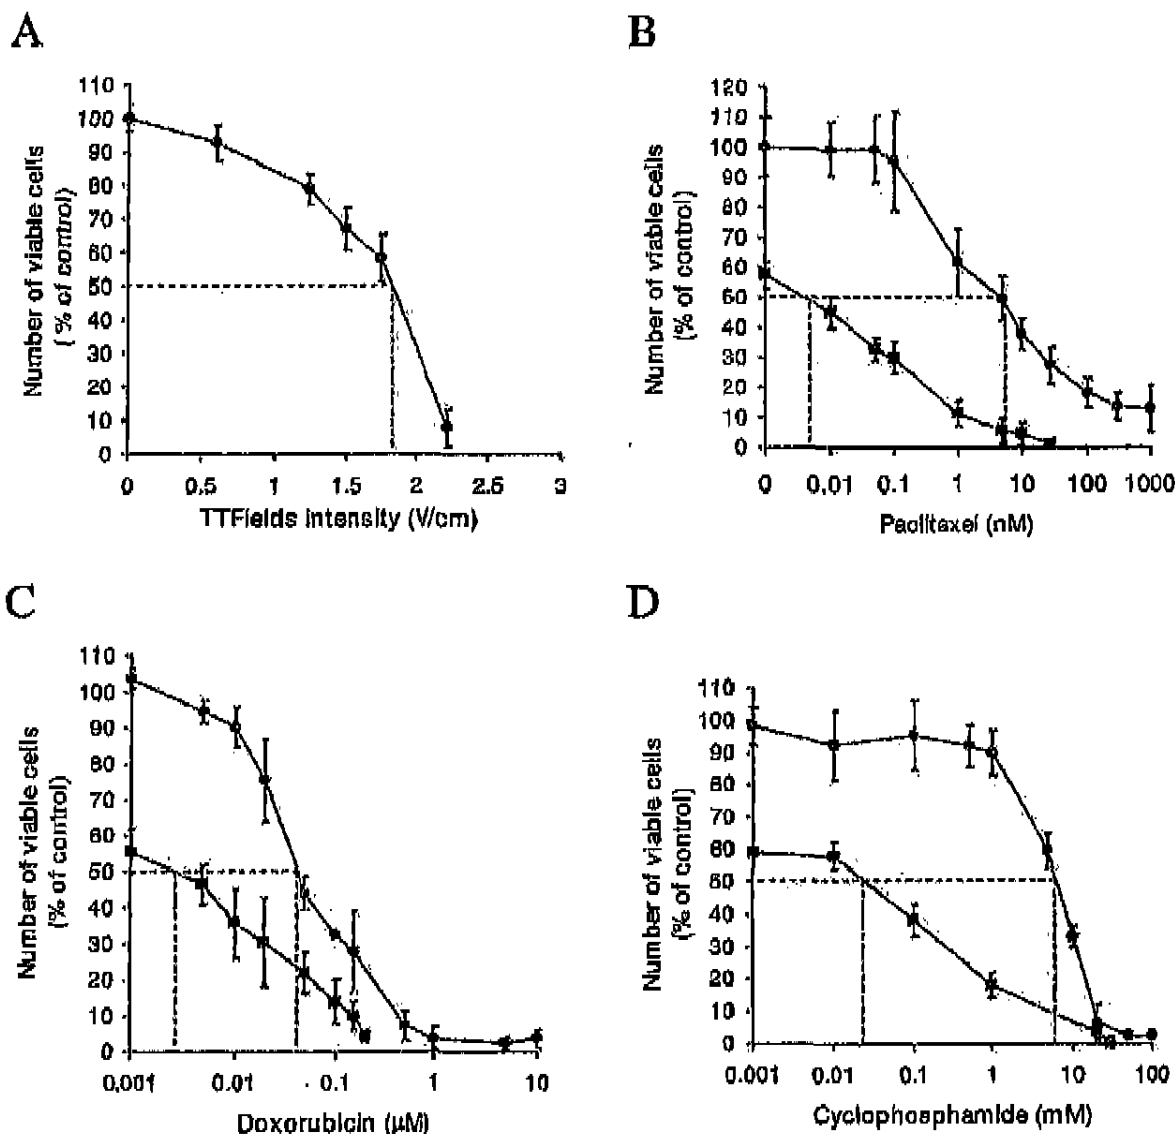 A
Number of viable cells
(% of control)
110
100
90
80
70
60
50
40
30
20
10
0
0 0.5 1 1.5 2 2.5 3
TTFields Intensity (V/cm)
B
Number of viable cells
(% of control)
120
110
100
90
80
70
60
50
40
30
20
10
0
0 0.01 0.1 1 10 100 1000
Paclitaxel (nM)
C
Number of viable cells
(% of control)
110
100
90
80
70
60
50
40
30
20
10
0
0.001 0.01 0.1 1 10
Doxorubicin (µM)
D
Number of viable cells
(% of control)
110
100
90
80
70
60
50
40
30
20
10
0
0.001 0.01 0.1 1 10 100
Cyclophosphamide (mM)